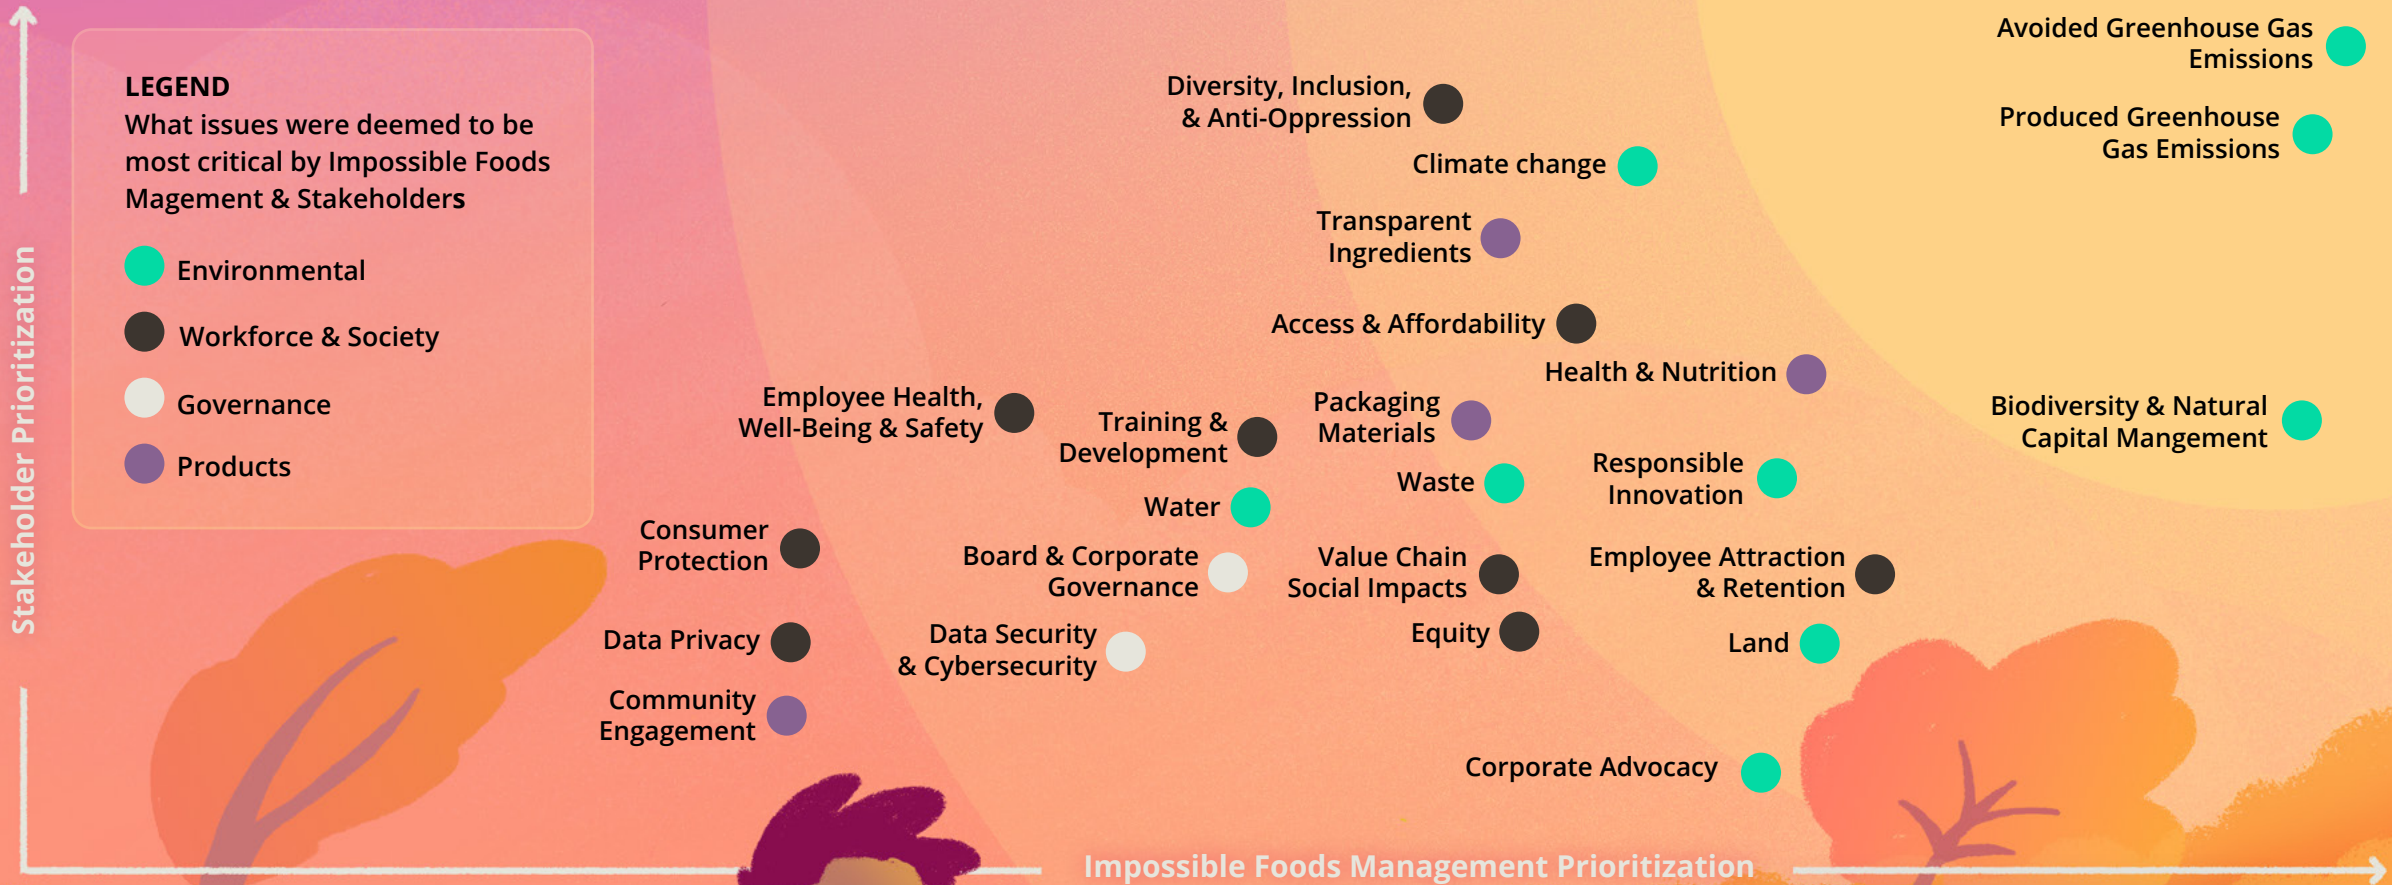 LEGEND
What issues were deemed to be
most critical by Impossible Foods
Magement & Stakeholders
Environmental
Workforce & Society
Governance
Products
Stakeholder Prioritization
Avoided Greenhouse Gas
Emissions
Diversity, Inclusion,
& Anti-Oppression
Produced Greenhouse
Gas Emissions
Climate change
Transparent
Ingredients
Access & Affordability
Health & Nutrition
Employee Health,
Well-Being & Safety
Training &
Development
Packaging
Materials
Biodiversity & Natural
Capital Mangement
Waste
Responsible
Innovation
Water
Consumer
Protection
Board & Corporate
Governance
Value Chain
Social Impacts
Employee Attraction
& Retention
Data Privacy
Data Security
& Cybersecurity
Equity
Land
Community
Engagement
Corporate Advocacy
Impossible Foods Management Prioritization